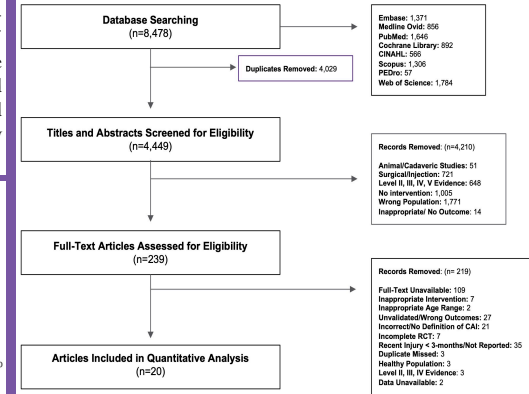 Database Searching
(n=8,478)
Embase: 1,371
Medline Ovid: 856
PubMed: 1,646
Cochrane Library: 892
CINAHL: 566
Scopus: 1,306
PEDro: 57
Web of Science: 1,784
Duplicates Removed: 4,029
Titles and Abstracts Screened for Eligibility
(n=4,449)
Records Removed: (n=4,210)
Animal/Cadaveric Studies: 51
Surgical/Injection: 721
Level II, III, IV, V Evidence: 648
No intervention: 1,005
Wrong Population: 1,771
Inappropriate/ No Outcome: 14
Full-Text Articles Assessed for Eligibility
(n=239)
Records Removed: (n= 219)
Full-Text Unavailable: 109
Inappropriate Intervention: 7
Inappropriate Age Range: 2
Unvalidated/Wrong Outcomes: 27
Incorrect/No Definition of CAI: 21
Incomplete RCT: 7
Recent Injury < 3-months/Not Reported: 35
Duplicate Missed: 3
Healthy Population: 3
Level II, III, IV Evidence: 3
Data Unavailable: 2
Articles Included in Quantitative Analysis
(n=20)